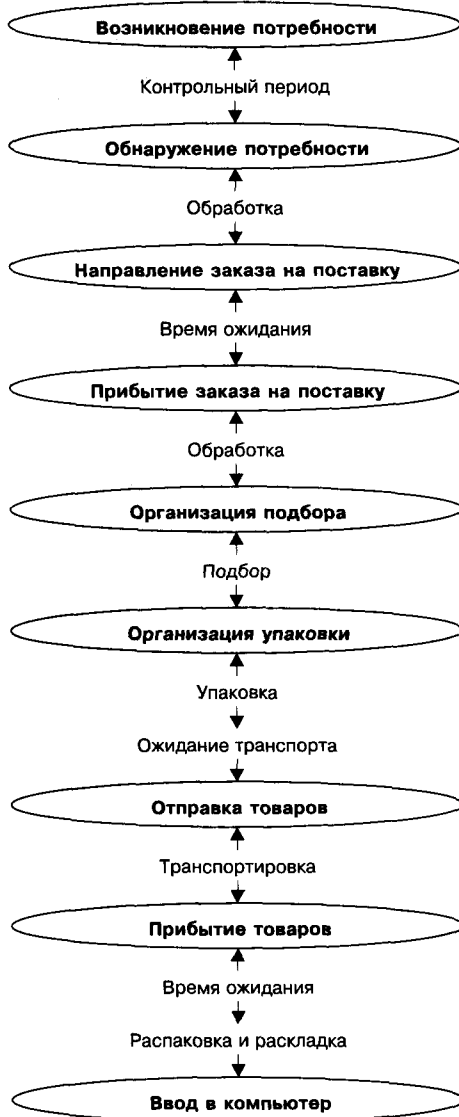 Возникновение потребности
Контрольный период
Обнаружение потребности
Обработка
Направление заказа на поставку
Время ожидания
Прибытие заказа на поставку
Обработка
Организация подбора
Подбор
Организация упаковки
Упаковка
Ожидание транспорта
Отправка товаров
Транспортировка
Прибытие товаров
Время ожидания
Распаковка и раскладка
Ввод в компьютер